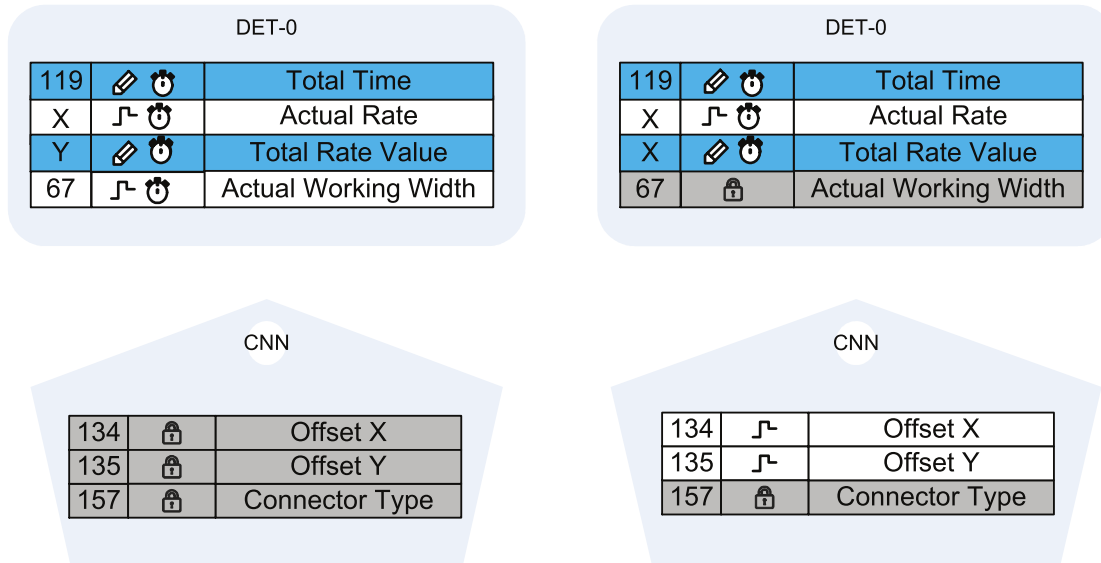 DET-0
119 Total Time
X Actual Rate
Y Total Rate Value
67 Actual Working Width
DET-0
119 Total Time
X Actual Rate
X Total Rate Value
67 Actual Working Width
CNN
134 Offset X
135 Offset Y
157 Connector Type
CNN
134 Offset X
135 Offset Y
157 Connector Type